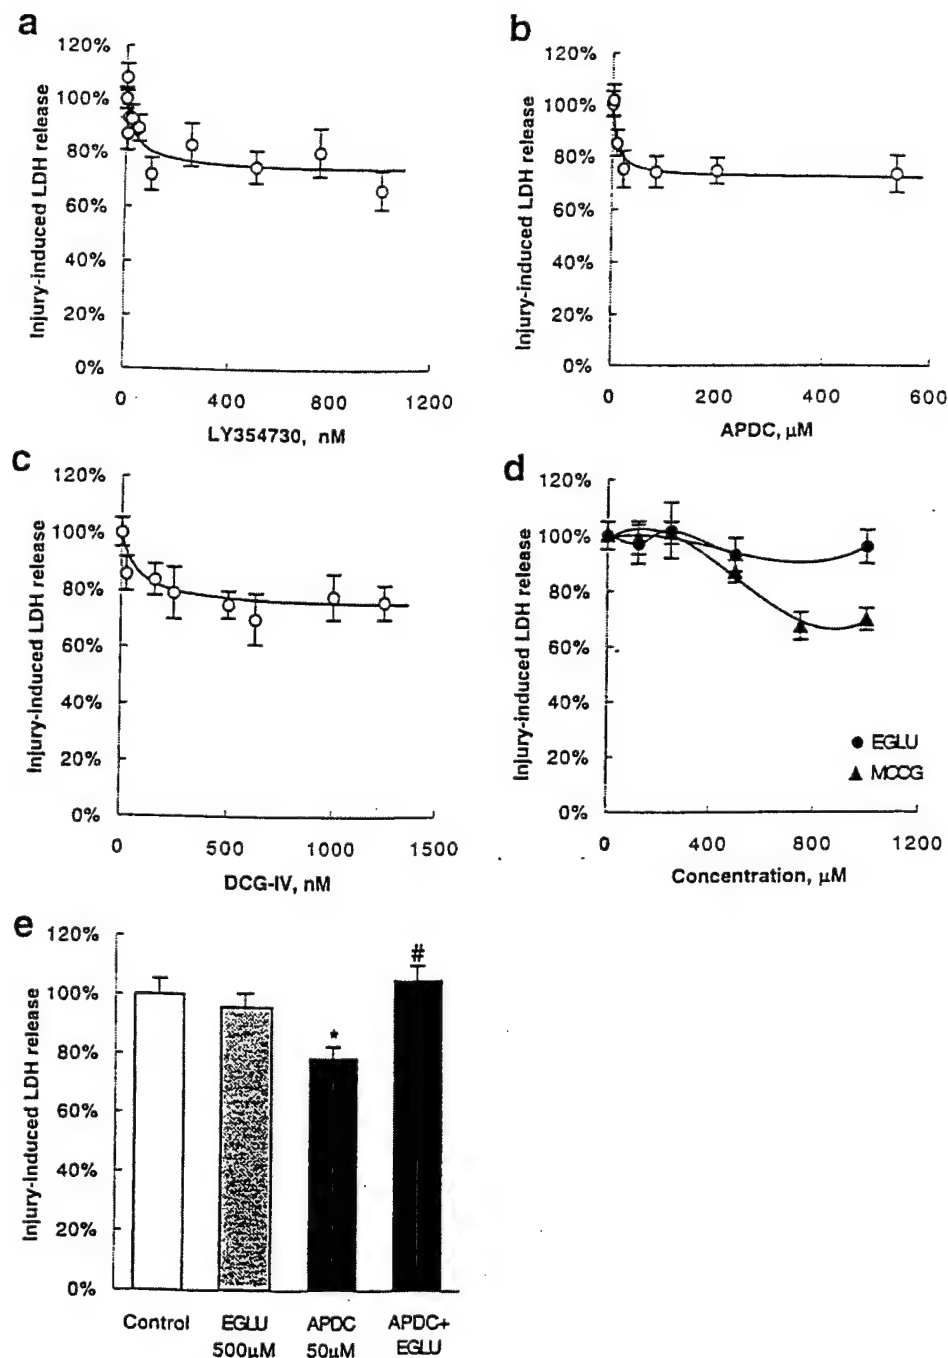 a
120%
100%
80%
60%
40%
20%
0%
Injury-induced LDH release
0 400 800 1200
LY354730, nM
b
120%
100%
80%
60%
40%
20%
0%
Injury-induced LDH release
0 200 400 600
APDC, μM
c
120%
100%
80%
60%
40%
20%
0%
Injury-induced LDH release
0 500 1000 1500
DCG-IV, nM
d
120%
100%
80%
60%
40%
20%
0%
Injury-induced LDH release
EGLU
MCCG
0 400 800 1200
Concentration, μM
e
120%
100%
80%
60%
40%
20%
0%
Injury-induced LDH release
*
#
Control EGLU APDC APDC+
500μM 50μM EGLU